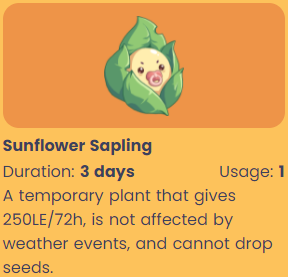 Sunflower Sapling
Duration: 3 days Usage: 1
A temporary plant that gives
250LE/72h, is not affected by
weather events, and cannot drop
seeds.